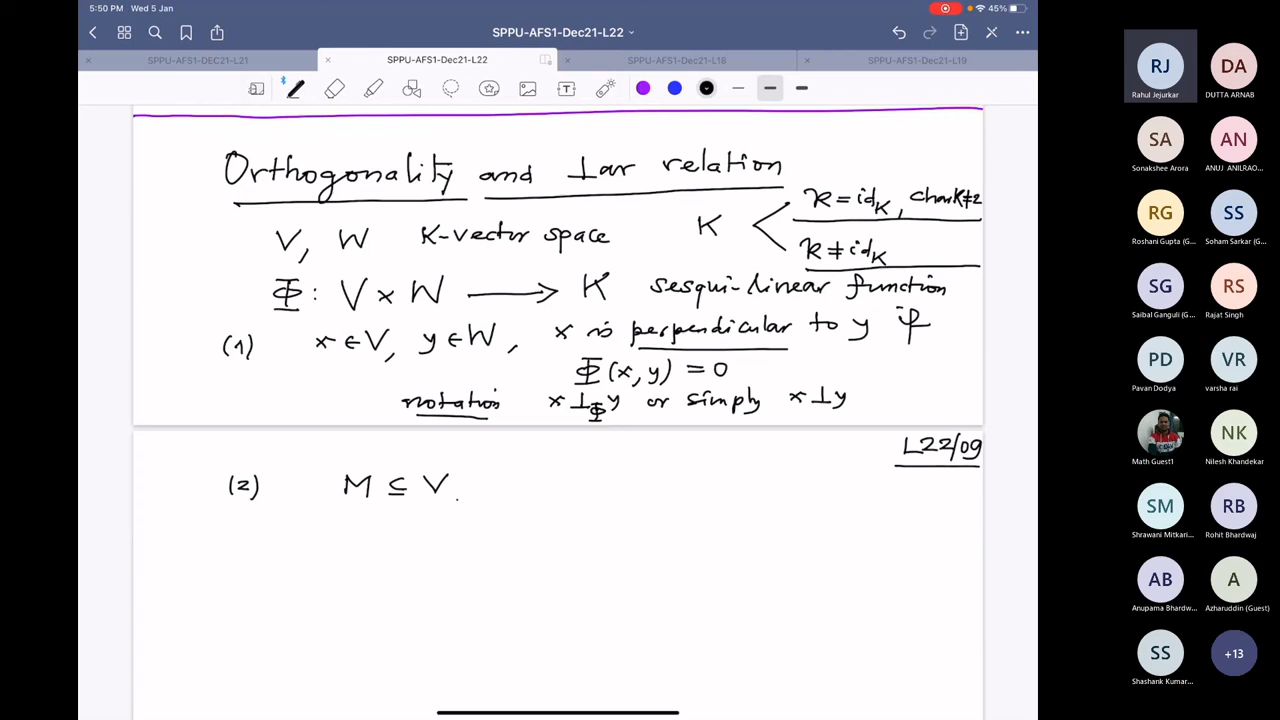 5:50 PM Wed 5 Jan
45%
SPPU-AFS1-Dec21-L22
SPPU-AFS1-DEC21-L21
SPPU-AFS1-Dec21-L22
SPPU-AFS1-Dec21-L18
SPPU-AFS1-Dec21-L19
Orthogonality and ⊥ar relation
V, W K-vector space K < ϰ = id_K, char K ≠ 2
ϰ ≠ id_K
Φ : V × W ⟶ K sesqui-linear function
(1) x ∈ V, y ∈ W, x is perpendicular to y if
Φ(x, y) = 0
notation x ⊥_Φ y or simply x ⊥ y
L22/09
(2) M ⊆ V.
RJ
Rahul Jejurkar
DA
DUTTA ARNAB
SA
Sonakshee Arora
AN
ANUJ ANILRAO...
RG
Roshani Gupta (G...
SS
Soham Sarkar (G...
SG
Saibal Ganguli (G...
RS
Rajat Singh
PD
Pavan Dodya
VR
varsha rai
Math Guest1
NK
Nilesh Khandekar
SM
Shrawani Mitkari...
RB
Rohit Bhardwaj
AB
Anupama Bhardw...
A
Azharuddin (Guest)
SS
Shashank Kumar...
+13